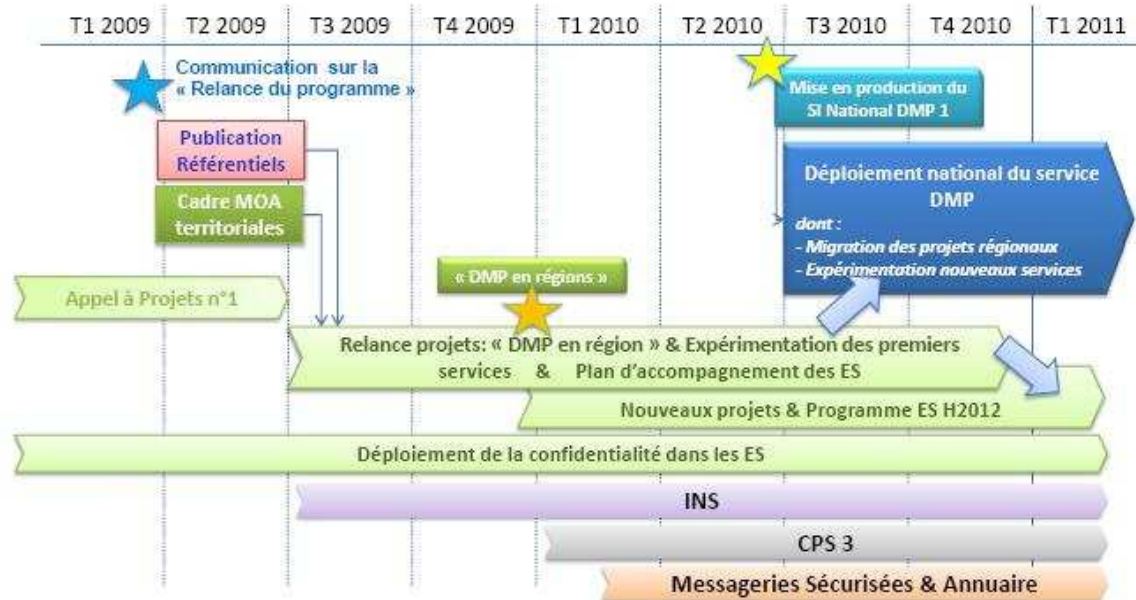 T1 2009 T2 2009 T3 2009 T4 2009 T1 2010 T2 2010 T3 2010 T4 2010 T1 2011
Communication sur la
« Relance du programme »
Mise en production du
SI National DMP 1
Publication
Référentiels
Cadre MOA
territoriales
Déploiement national du service
DMP
dont :
- Migration des projets régionaux
- Expérimentation nouveaux services
« DMP en régions »
Appel à Projets n°1
Relance projets: « DMP en région » & Expérimentation des premiers
services & Plan d'accompagnement des ES
Nouveaux projets & Programme ES H2012
Déploiement de la confidentialité dans les ES
INS
CPS 3
Messageries Sécurisées & Annuaire